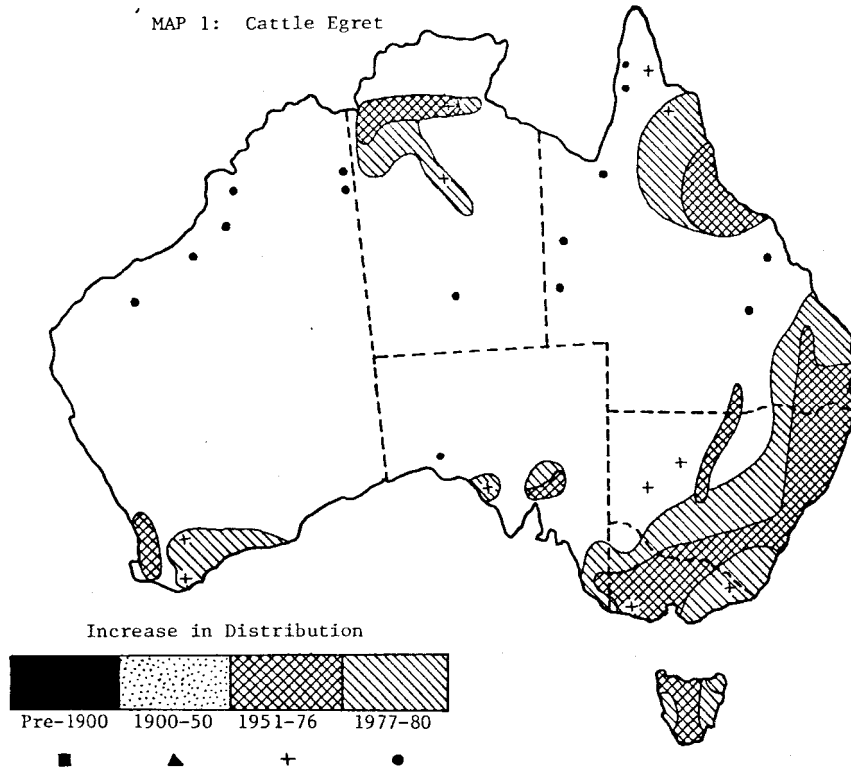 MAP 1: Cattle Egret
Increase in Distribution
Pre-1900 1900-50 1951-76 1977-80